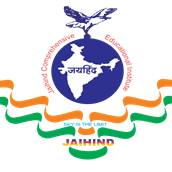 Jaihind Comprehensive Educational Institute
जयहिंद
SKY IS THE LIMIT
JAIHIND